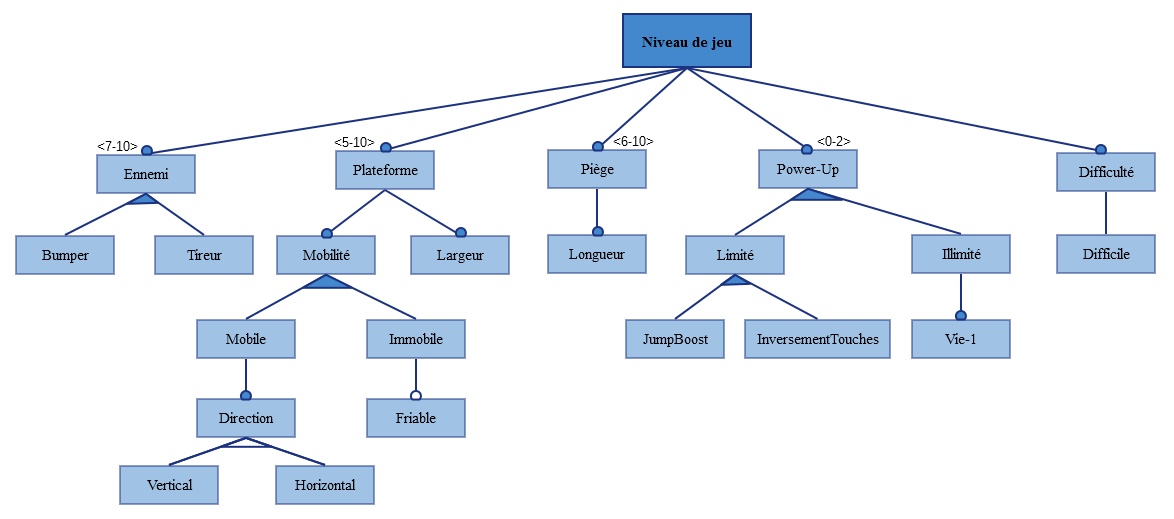 Niveau de jeu
<7-10>
<5-10>
<6-10>
<0-2>
Ennemi
Plateforme
Piège
Power-Up
Difficulté
Bumper
Tireur
Mobilité
Largeur
Longueur
Limité
Illimité
Difficile
Mobile
Immobile
JumpBoost
InversementTouches
Vie-1
Direction
Friable
Vertical
Horizontal